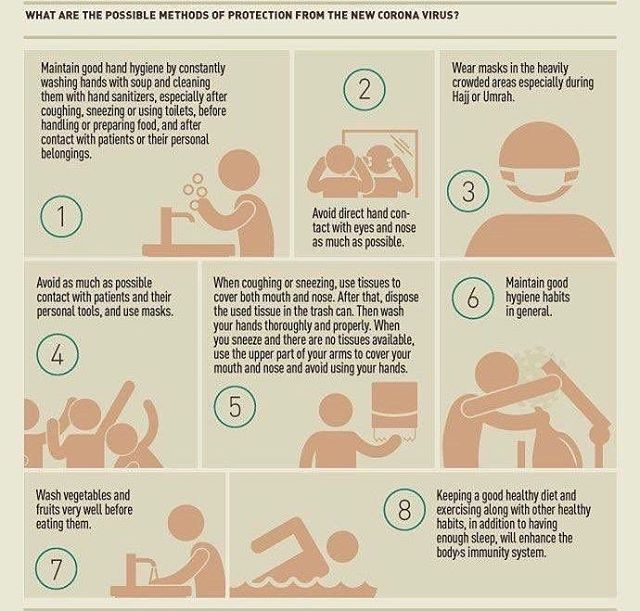 WHAT ARE THE POSSIBLE METHODS OF PROTECTION FROM THE NEW CORONA VIRUS?
Maintain good hand hygiene by constantly
washing hands with soup and cleaning
them with hand sanitizers, especially after
coughing, sneezing or using toilets, before
handling or preparing food, and after
contact with patients or their personal
belongings.
1
2
Avoid direct hand con-
tact with eyes and nose
as much as possible.
Wear masks in the heavily
crowded areas especially during
Hajj or Umrah.
3
Avoid as much as possible
contact with patients and their
personal tools, and use masks.
4
When coughing or sneezing, use tissues to
cover both mouth and nose. After that, dispose
the used tissue in the trash can. Then wash
your hands thoroughly and properly. When
you sneeze and there are no tissues available,
use the upper part of your arms to cover your
mouth and nose and avoid using your hands.
5
6
Maintain good
hygiene habits
in general.
Wash vegetables and
fruits very well before
eating them.
7
8
Keeping a good healthy diet and
exercising along with other healthy
habits, in addition to having
enough sleep, will enhance the
body›s immunity system.